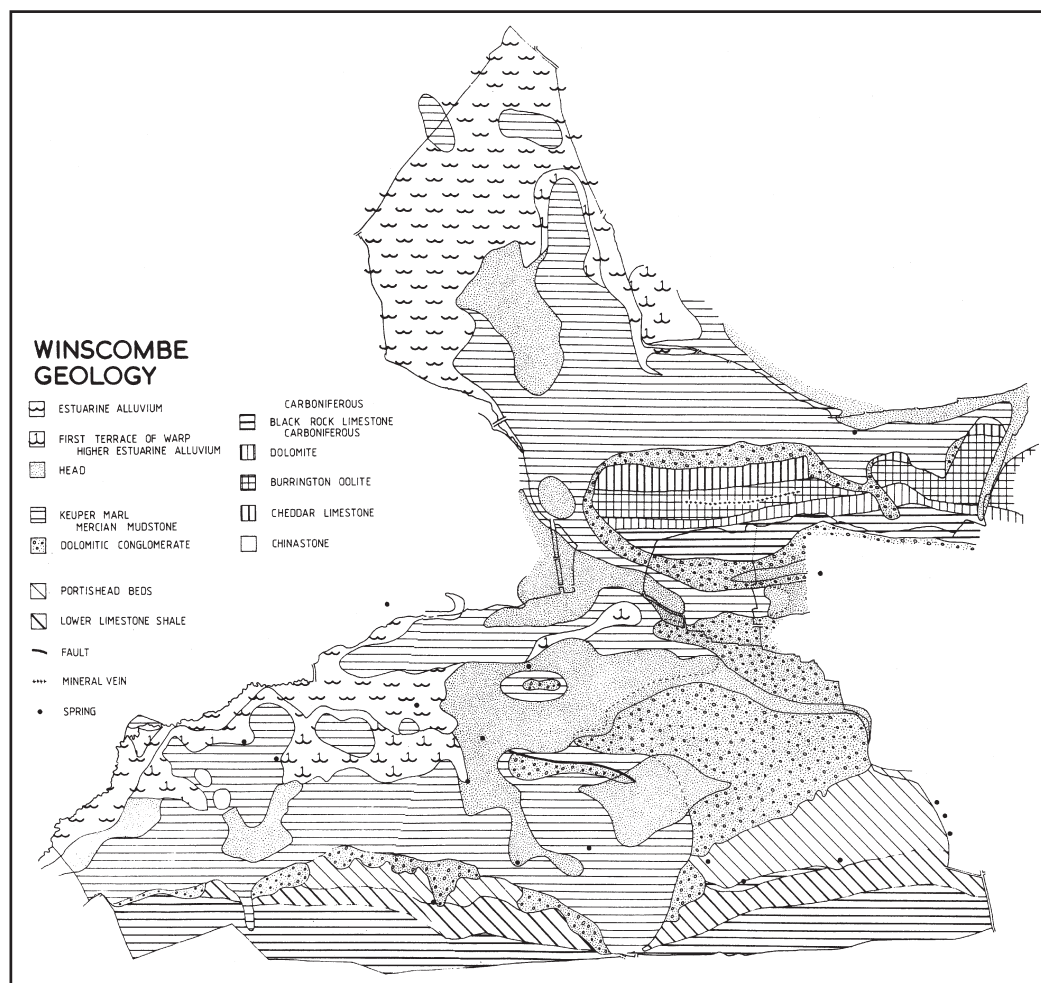 WINSCOMBE
GEOLOGY
ESTUARINE ALLUVIUM
FIRST TERRACE OF WARP
HIGHER ESTUARINE ALLUVIUM
HEAD
KEUPER MARL
MERCIAN MUDSTONE
DOLOMITIC CONGLOMERATE
PORTISHEAD BEDS
LOWER LIMESTONE SHALE
FAULT
MINERAL VEIN
SPRING
CARBONIFEROUS
BLACK ROCK LIMESTONE
CARBONIFEROUS
DOLOMITE
BURRINGTON OOLITE
CHEDDAR LIMESTONE
CHINASTONE